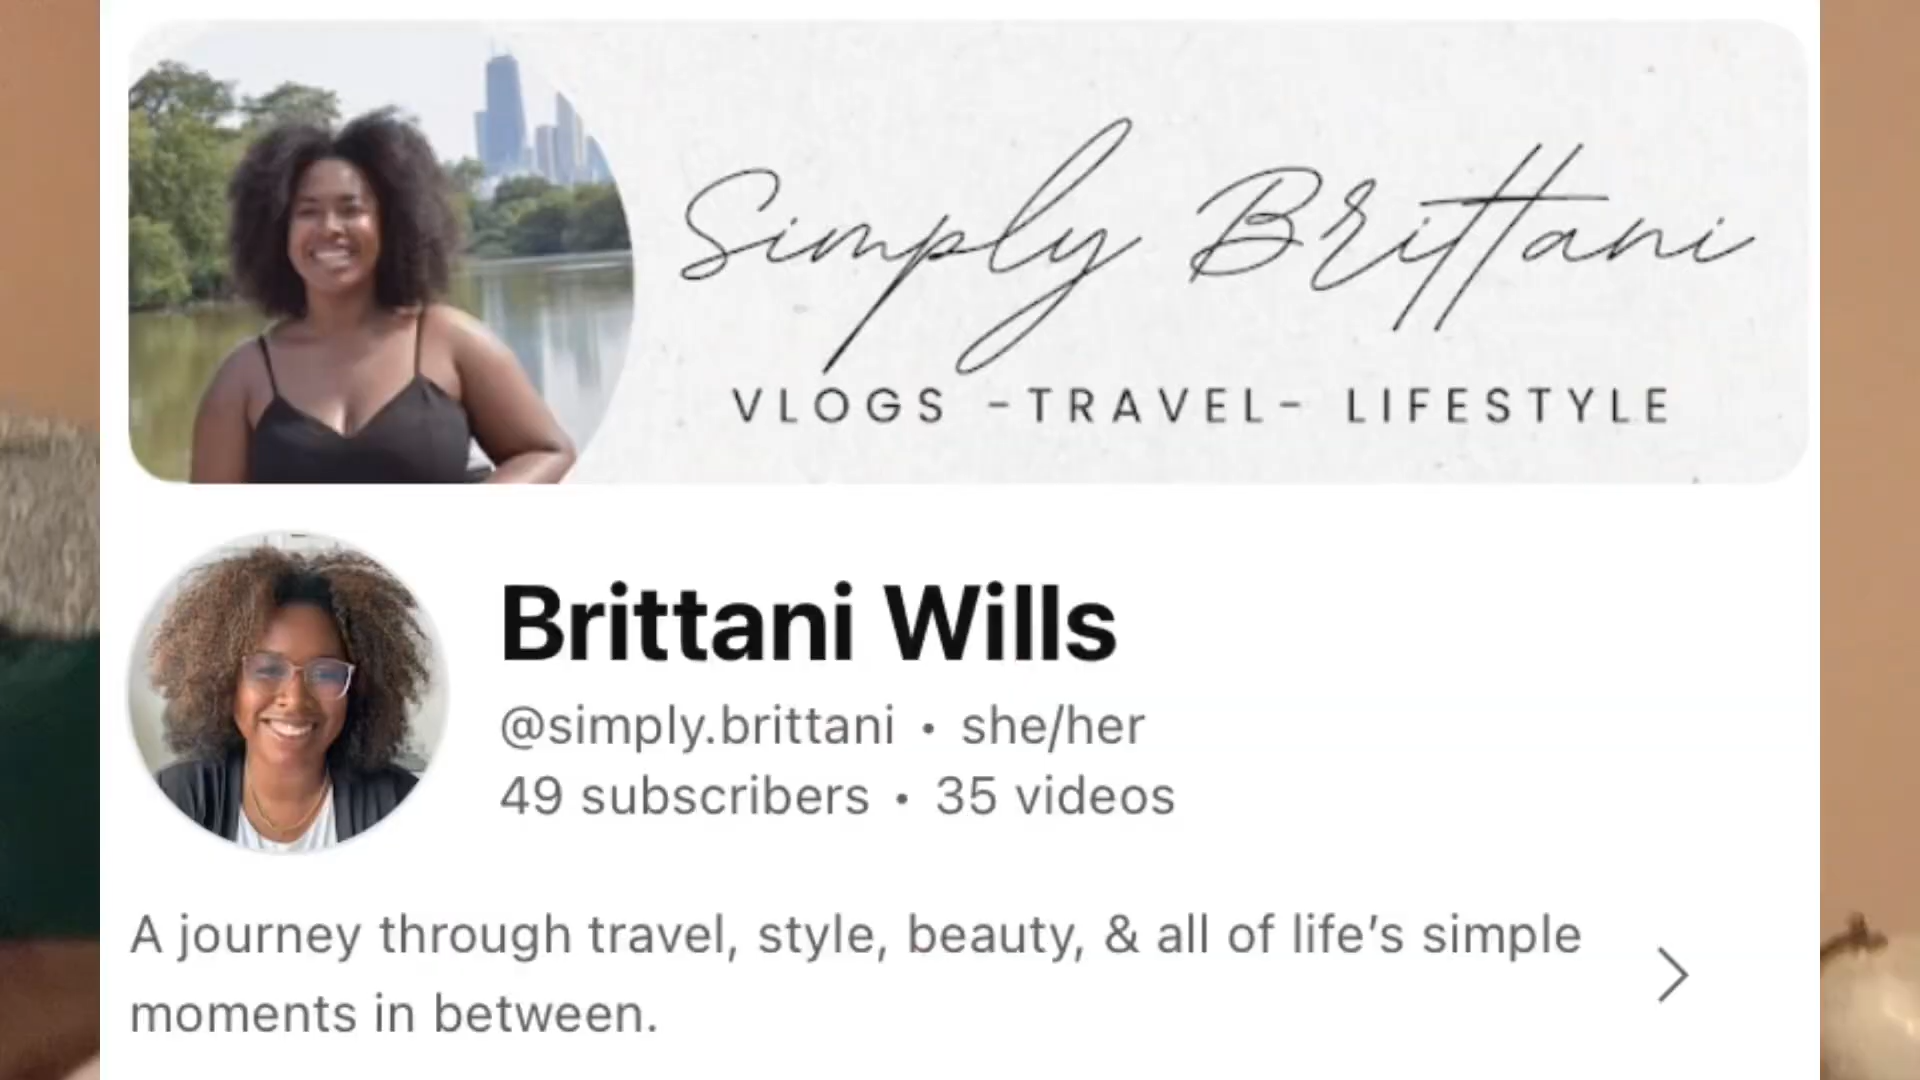 Simply Brittani
VLOGS -TRAVEL- LIFESTYLE
Brittani Wills
@simply.brittani • she/her
49 subscribers • 35 videos
A journey through travel, style, beauty, & all of life’s simple
moments in between.